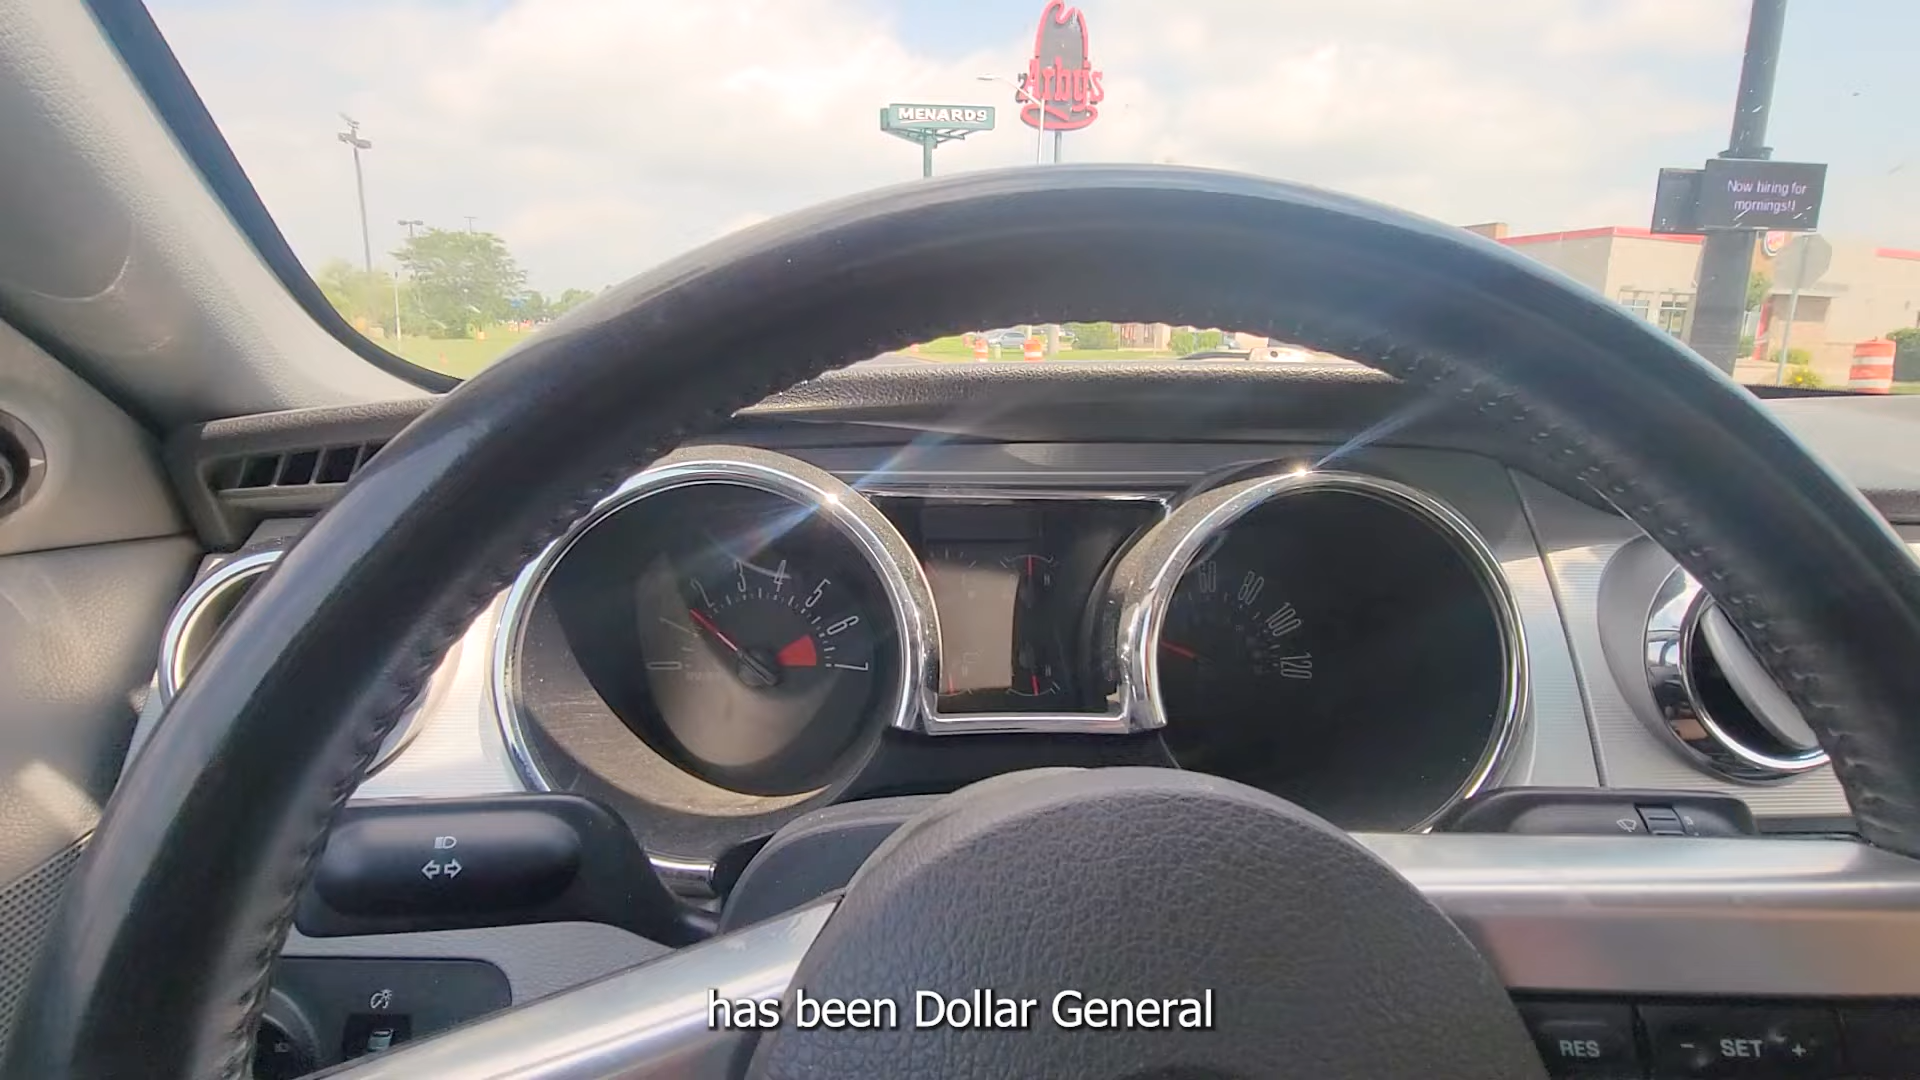 Arby's
MENARDS
Now hiring for
mornings!!
2 3 4 5 6 7
0
60 80 100 120
H
H
has been Dollar General
RES
- SET +